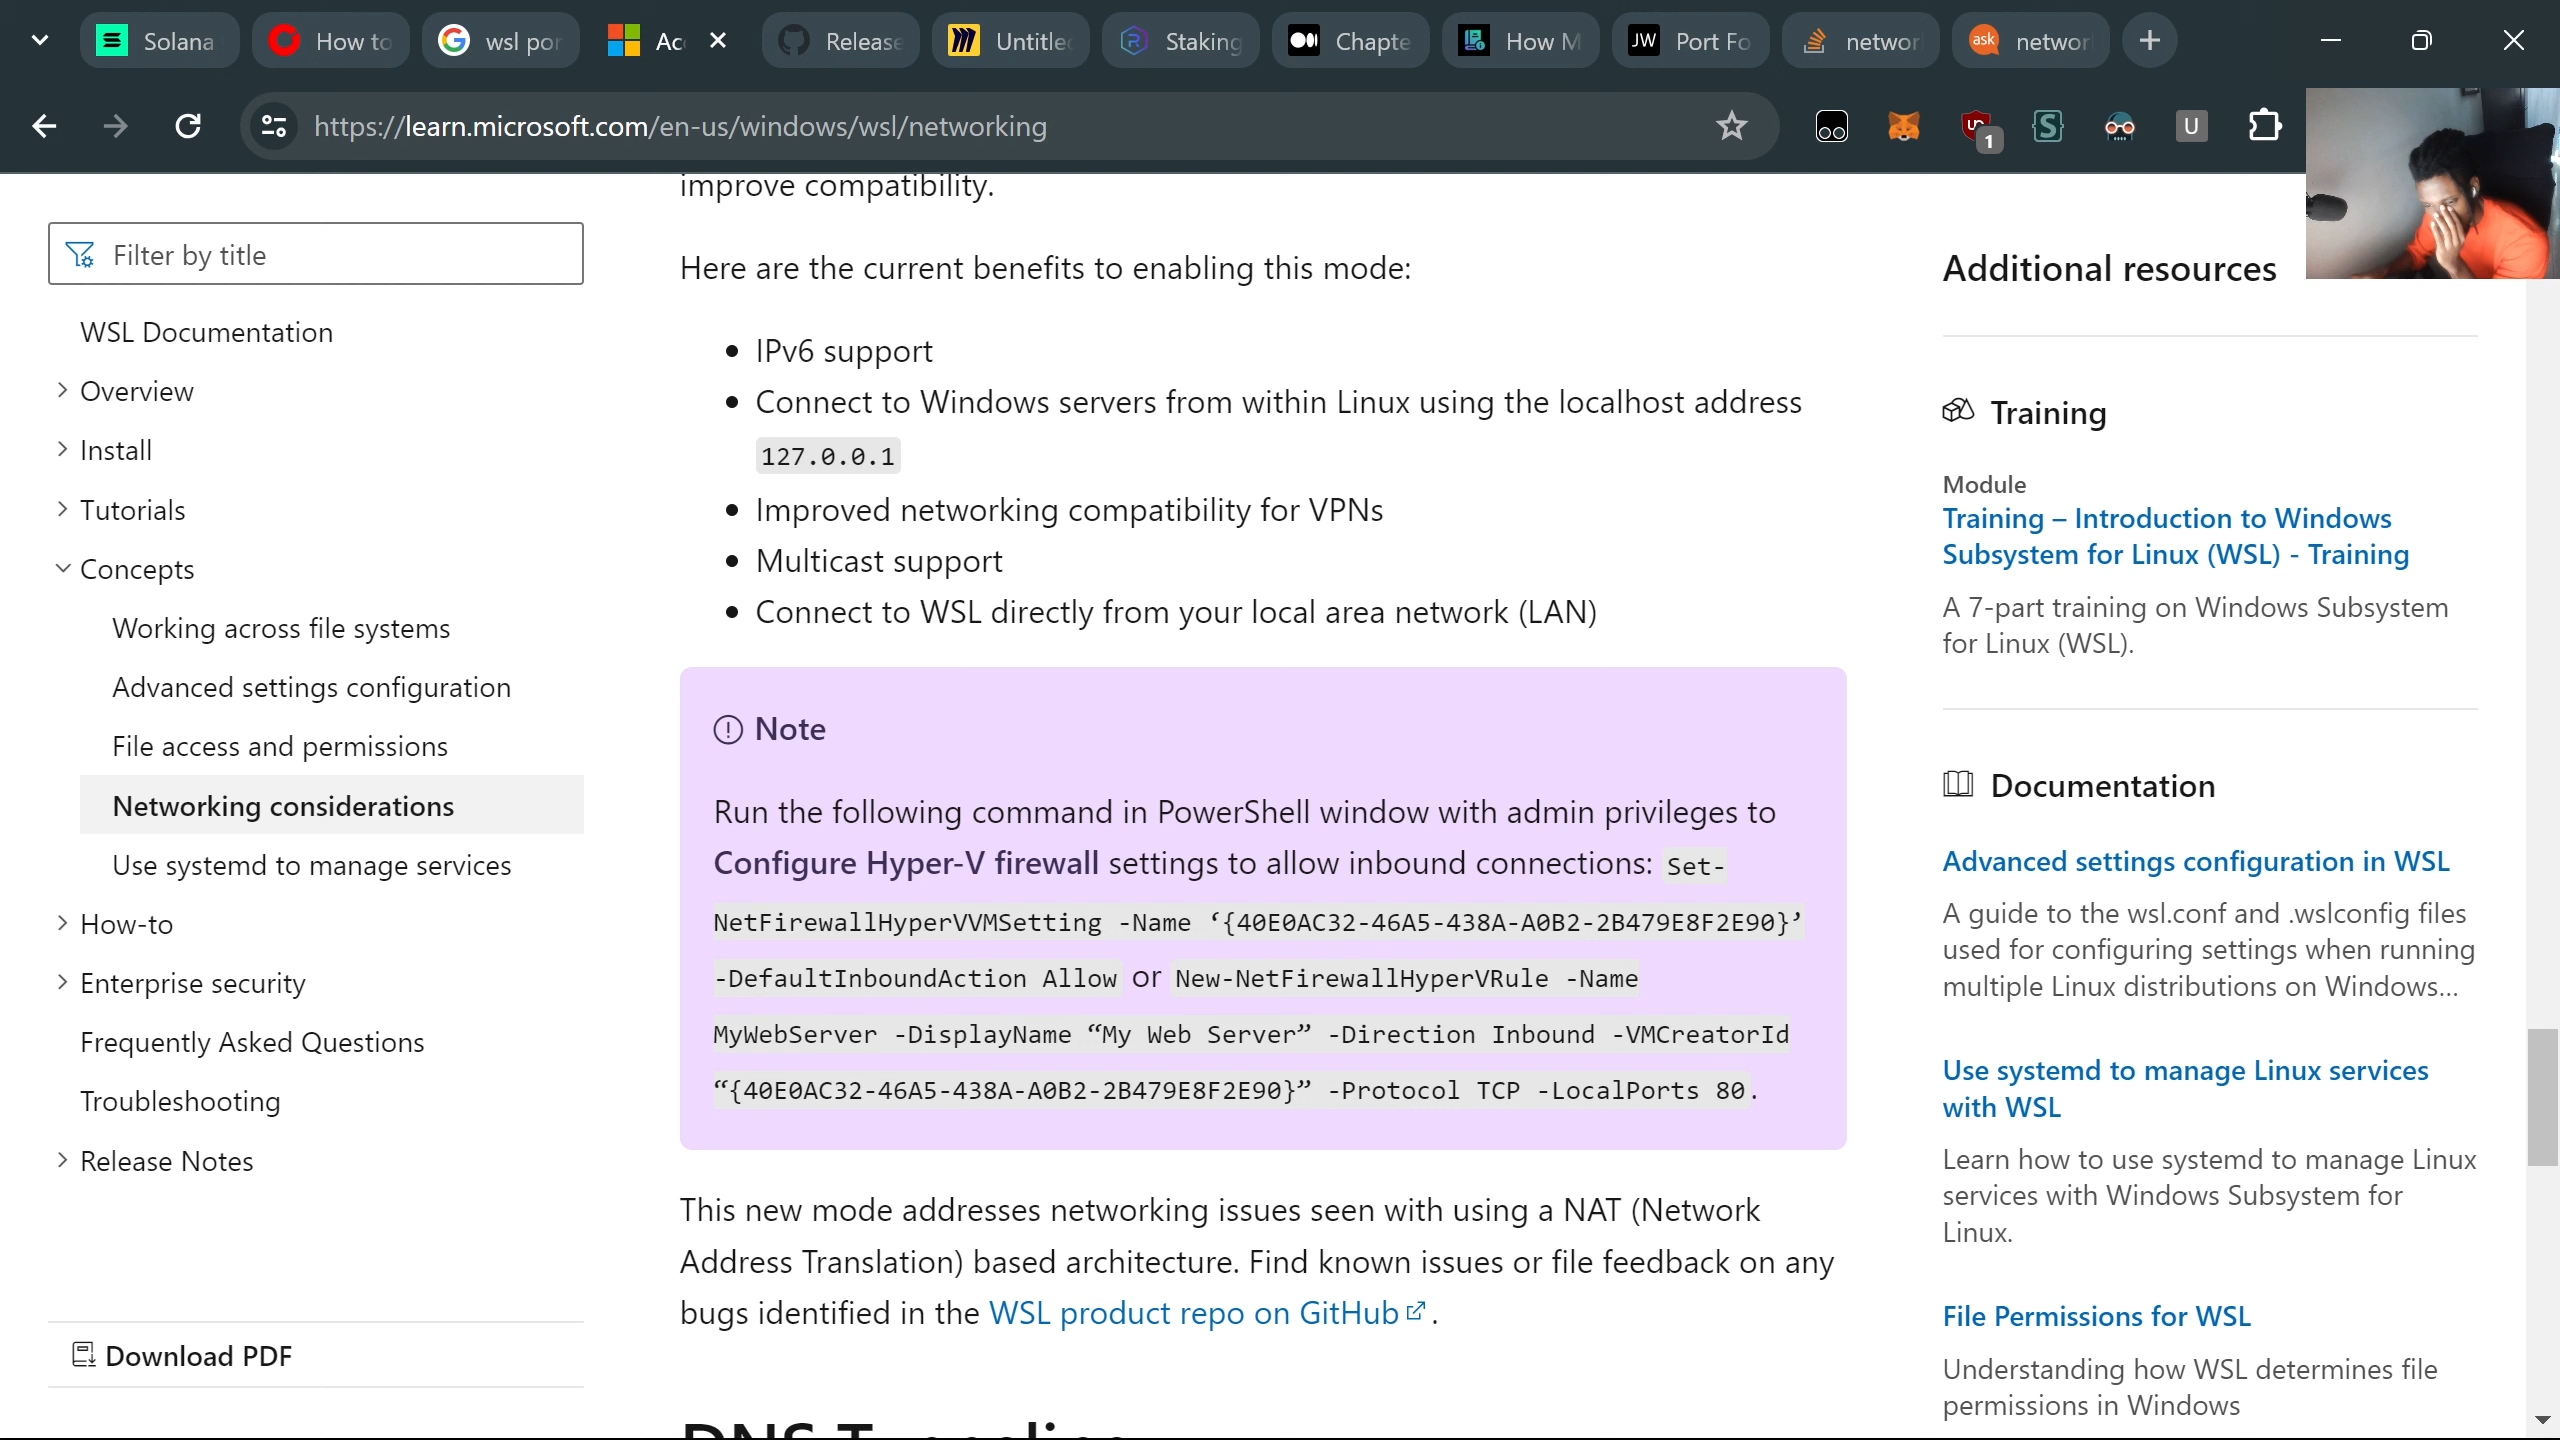 Solana
How to
wsl por
Ac
Release
Untitled
Staking
Chapte
How M
JW
Port Fo
networ
ask
networ
https://learn.microsoft.com/en-us/windows/wsl/networking
1
U
improve compatibility.
Filter by title
WSL Documentation
Overview
Install
Tutorials
Concepts
Working across file systems
Advanced settings configuration
File access and permissions
Networking considerations
Use systemd to manage services
How-to
Enterprise security
Frequently Asked Questions
Troubleshooting
Release Notes
Download PDF
Here are the current benefits to enabling this mode:
IPv6 support
Connect to Windows servers from within Linux using the localhost address
127.0.0.1
Improved networking compatibility for VPNs
Multicast support
Connect to WSL directly from your local area network (LAN)
Note
Run the following command in PowerShell window with admin privileges to
Configure Hyper-V firewall settings to allow inbound connections: Set-
NetFirewallHyperVVMSetting -Name ‘{40E0AC32-46A5-438A-A0B2-2B479E8F2E90}’
-DefaultInboundAction Allow or New-NetFirewallHyperVRule -Name
MyWebServer -DisplayName “My Web Server” -Direction Inbound -VMCreatorId
“{40E0AC32-46A5-438A-A0B2-2B479E8F2E90}” -Protocol TCP -LocalPorts 80.
This new mode addresses networking issues seen with using a NAT (Network
Address Translation) based architecture. Find known issues or file feedback on any
bugs identified in the WSL product repo on GitHub.
Additional resources
Training
Module
Training – Introduction to Windows
Subsystem for Linux (WSL) - Training
A 7-part training on Windows Subsystem
for Linux (WSL).
Documentation
Advanced settings configuration in WSL
A guide to the wsl.conf and .wslconfig files
used for configuring settings when running
multiple Linux distributions on Windows...
Use systemd to manage Linux services
with WSL
Learn how to use systemd to manage Linux
services with Windows Subsystem for
Linux.
File Permissions for WSL
Understanding how WSL determines file
permissions in Windows